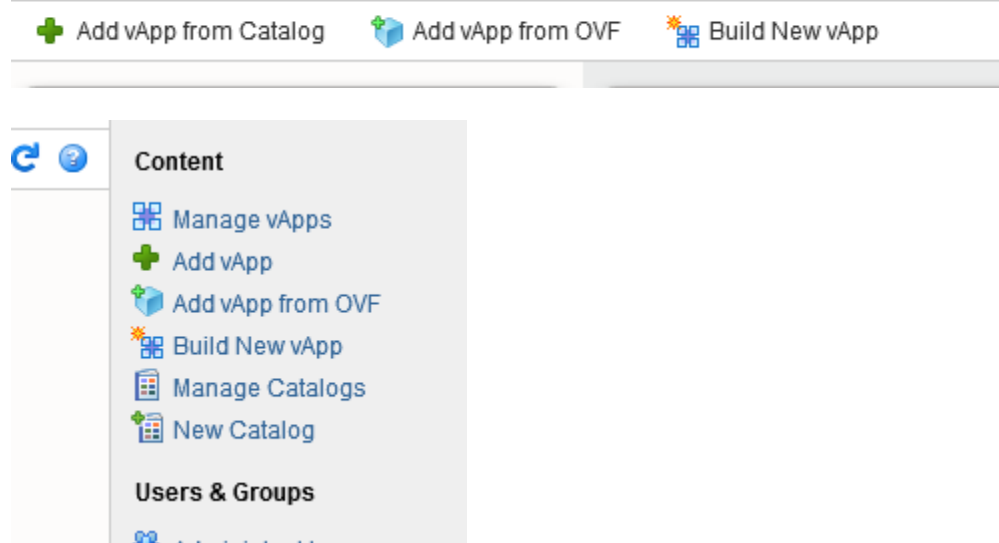 Add vApp from Catalog Add vApp from OVF Build New vApp
Content
Manage vApps
Add vApp
Add vApp from OVF
Build New vApp
Manage Catalogs
New Catalog
Users & Groups